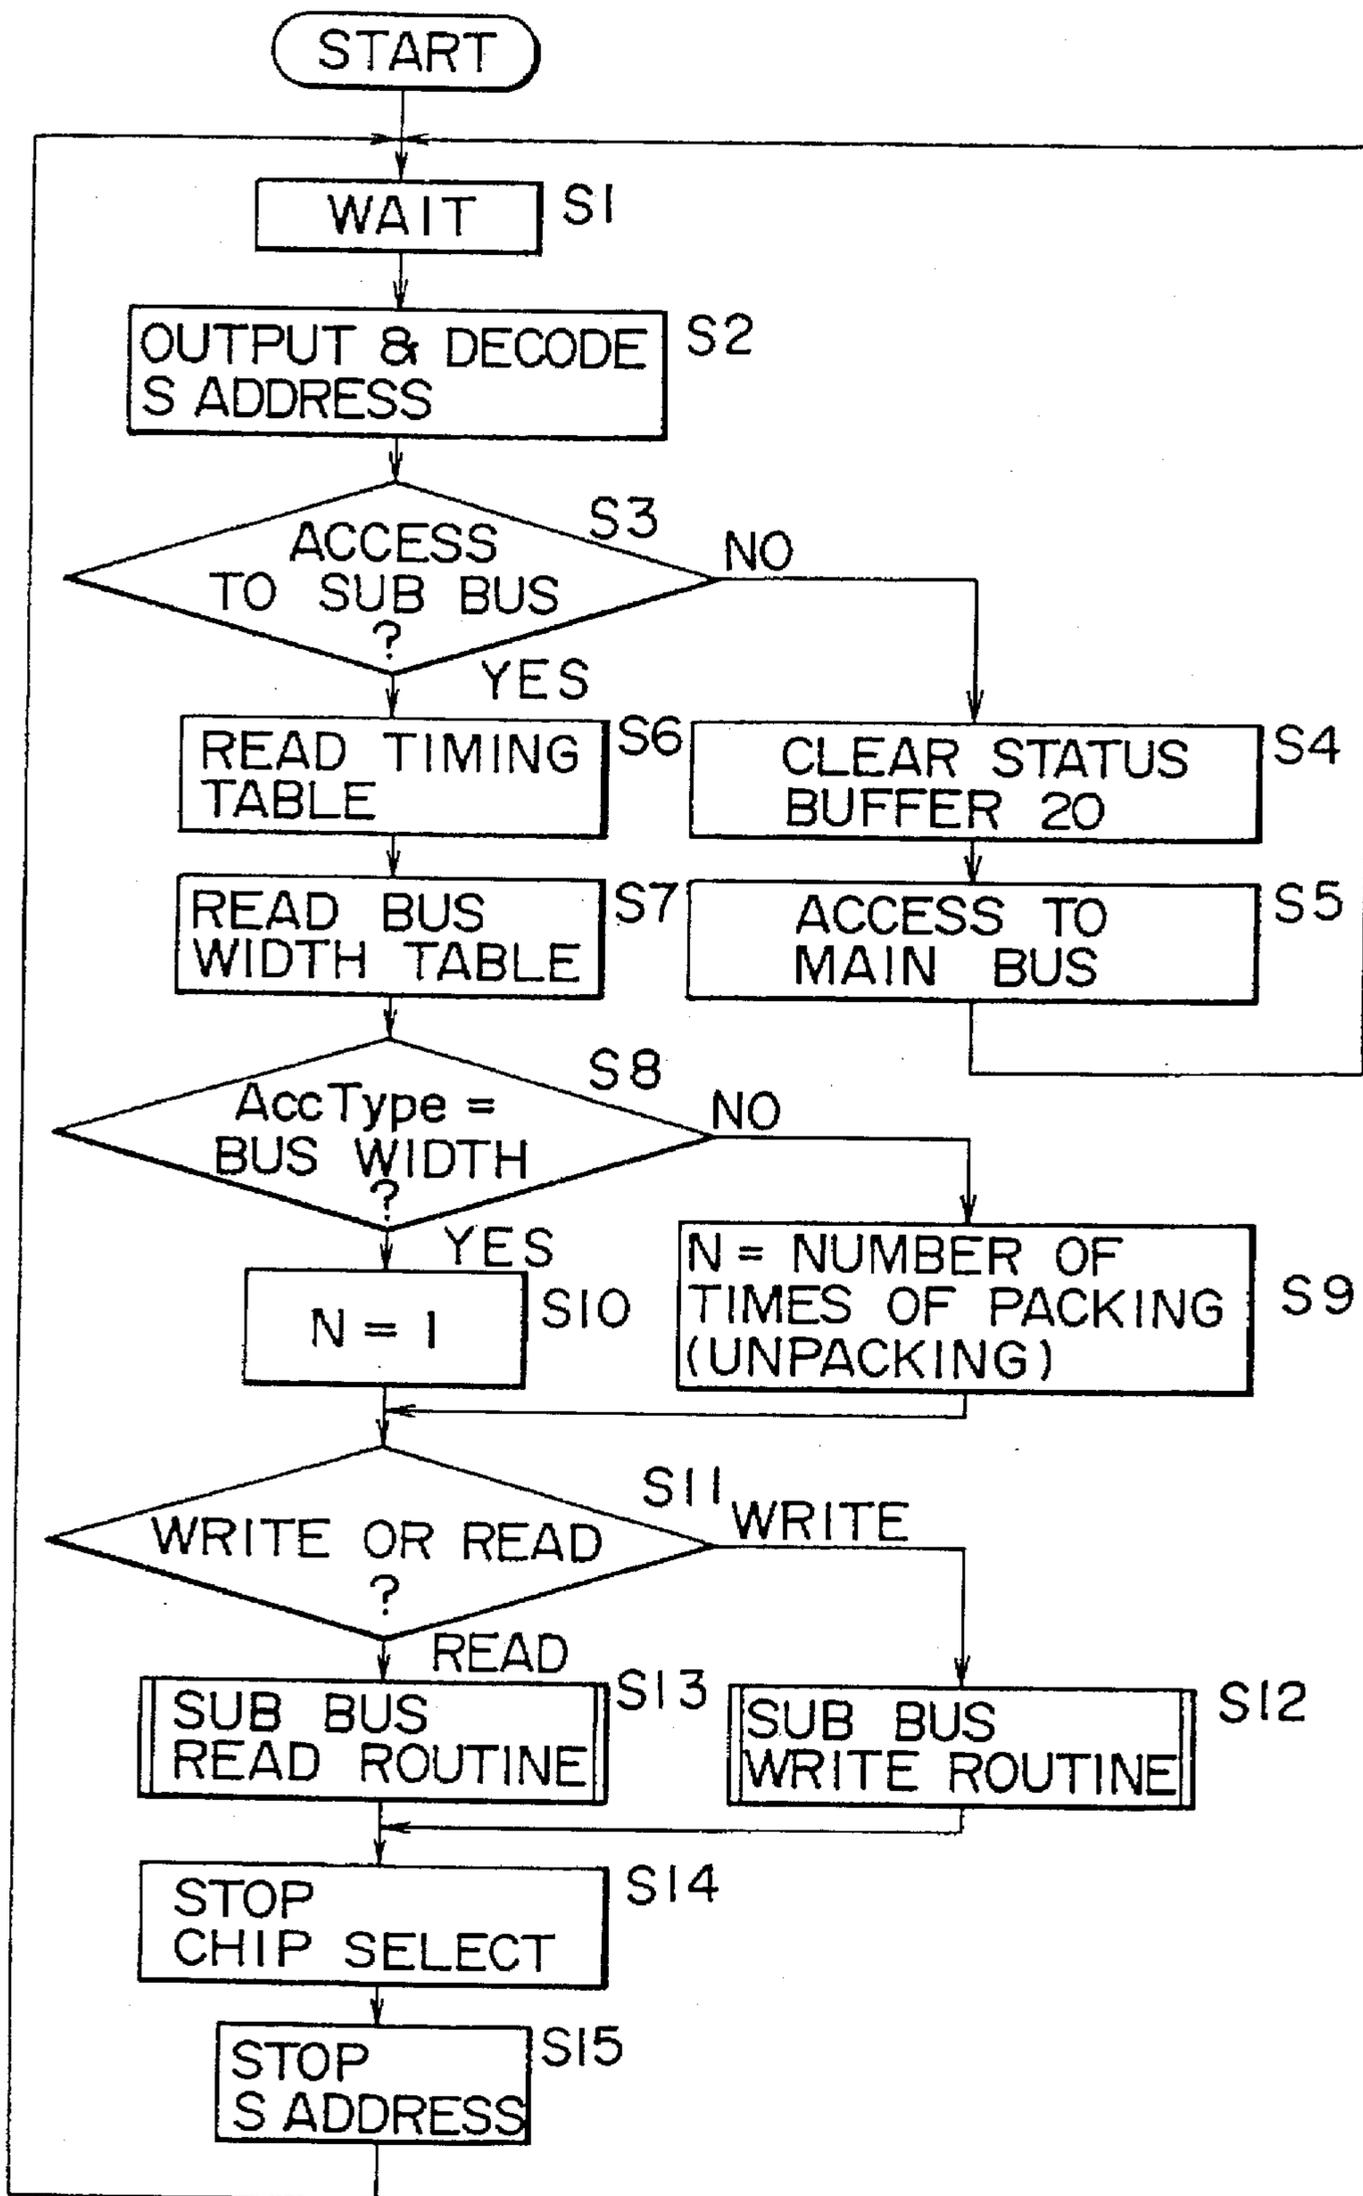 START
WAIT
S1
OUTPUT & DECODE
S ADDRESS
S2
S3
ACCESS
TO SUB BUS
?
NO
YES
READ TIMING
TABLE
S6
CLEAR STATUS
BUFFER 20
S4
READ BUS
WIDTH TABLE
S7
ACCESS TO
MAIN BUS
S5
S8
AccType =
BUS WIDTH
?
NO
YES
N = 1
S10
N = NUMBER OF
TIMES OF PACKING
(UNPACKING)
S9
S11
WRITE OR READ
?
WRITE
READ
SUB BUS
READ ROUTINE
S13
SUB BUS
WRITE ROUTINE
S12
STOP
CHIP SELECT
S14
STOP
S ADDRESS
S15